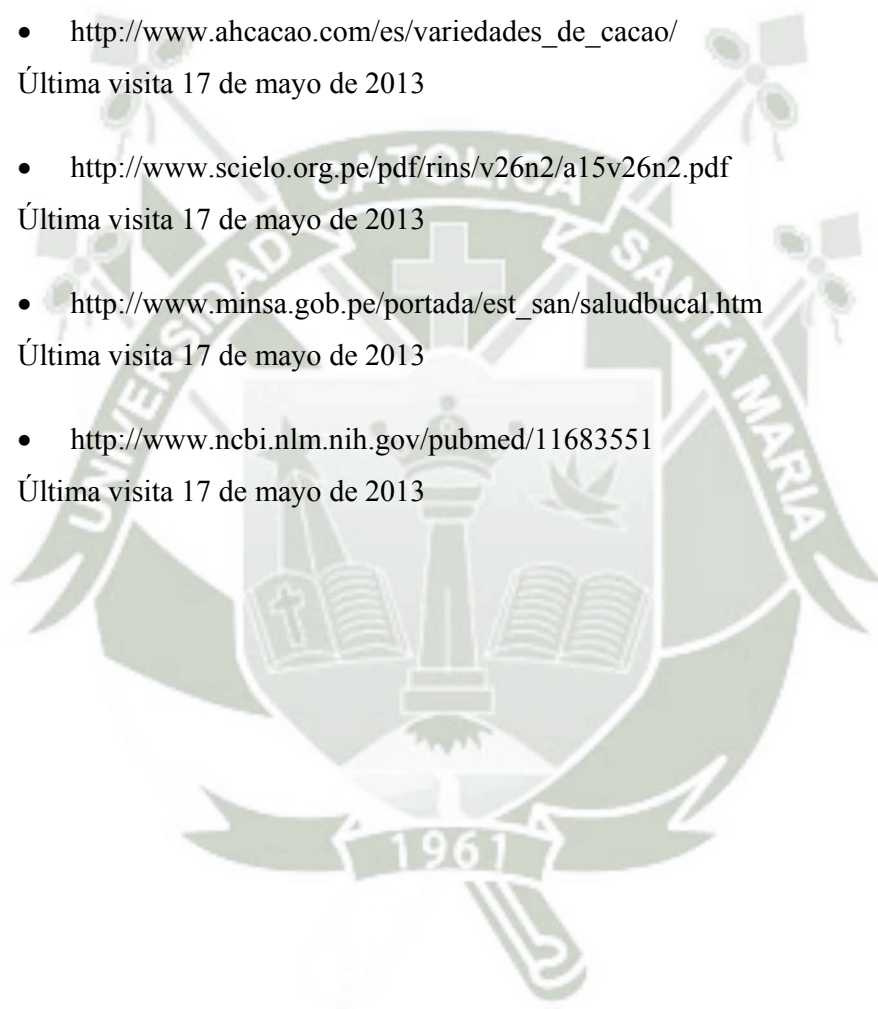 • http://www.ahcacao.com/es/variedades_de_cacao/
Última visita 17 de mayo de 2013
• http://www.scielo.org.pe/pdf/rins/v26n2/a15v26n2.pdf
Última visita 17 de mayo de 2013
• http://www.minsa.gob.pe/portada/est_san/saludbucal.htm
Última visita 17 de mayo de 2013
• http://www.ncbi.nlm.nih.gov/pubmed/11683551
Última visita 17 de mayo de 2013
UNIVERSIDAD CATOLICA SANTA MARIA
1961